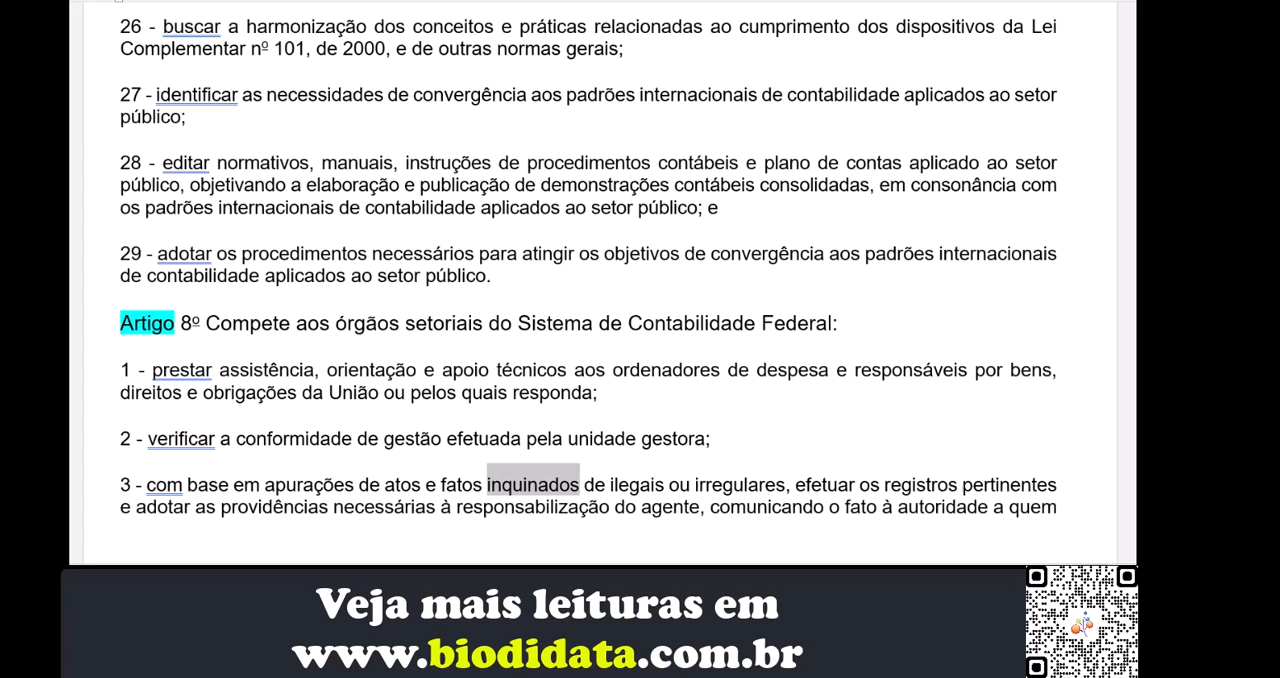 26 - buscar a harmonização dos conceitos e práticas relacionadas ao cumprimento dos dispositivos da Lei
Complementar nº 101, de 2000, e de outras normas gerais;
27 - identificar as necessidades de convergência aos padrões internacionais de contabilidade aplicados ao setor
público;
28 - editar normativos, manuais, instruções de procedimentos contábeis e plano de contas aplicado ao setor
público, objetivando a elaboração e publicação de demonstrações contábeis consolidadas, em consonância com
os padrões internacionais de contabilidade aplicados ao setor público; e
29 - adotar os procedimentos necessários para atingir os objetivos de convergência aos padrões internacionais
de contabilidade aplicados ao setor público.
Artigo 8º Compete aos órgãos setoriais do Sistema de Contabilidade Federal:
1 - prestar assistência, orientação e apoio técnicos aos ordenadores de despesa e responsáveis por bens,
direitos e obrigações da União ou pelos quais responda;
2 - verificar a conformidade de gestão efetuada pela unidade gestora;
3 - com base em apurações de atos e fatos inquinados de ilegais ou irregulares, efetuar os registros pertinentes
e adotar as providências necessárias à responsabilização do agente, comunicando o fato à autoridade a quem
Veja mais leituras em
www.biodidata.com.br